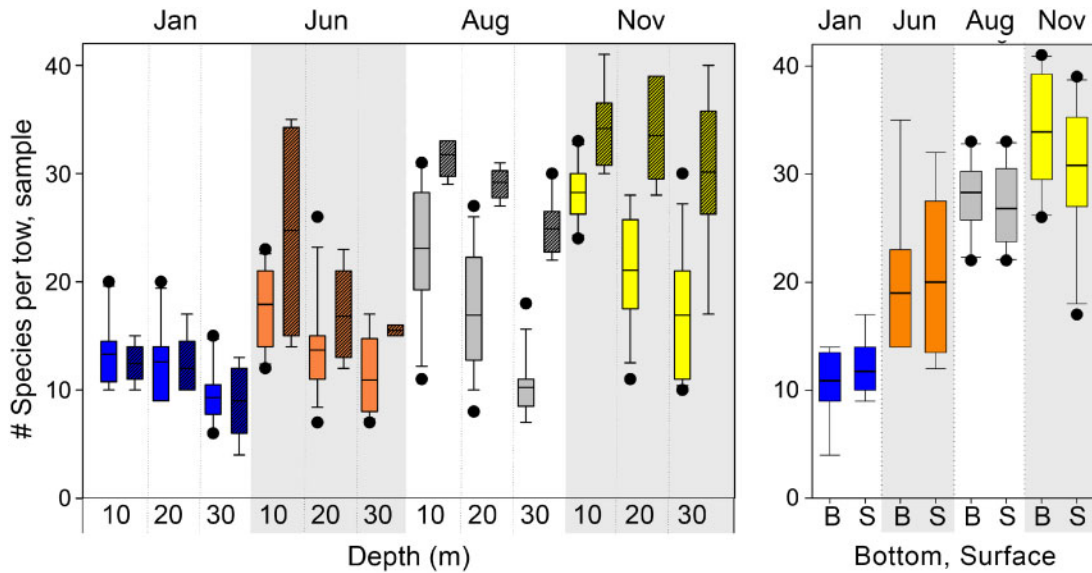 Jan Jun Aug Nov
Jan Jun Aug Nov
# Species per tow, sample
40
30
20
10
0
10 20 30 10 20 30 10 20 30 10 20 30
Depth (m)
40
30
20
10
0
B S B S B S B S
Bottom, Surface